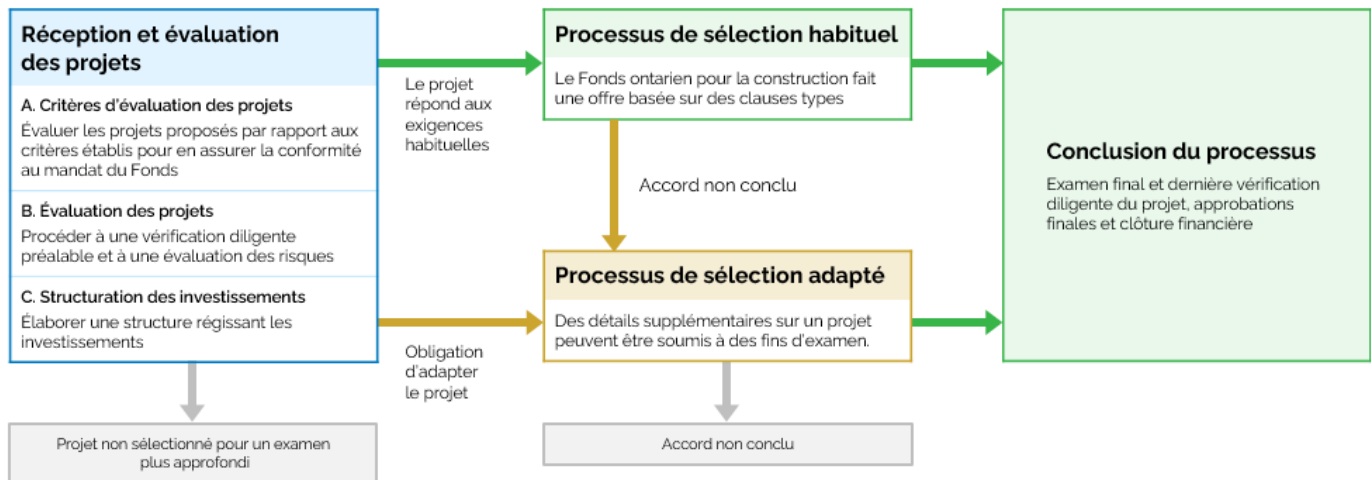 Réception et évaluation
des projets
A. Critères d'évaluation des projets
Évaluer les projets proposés par rapport aux
critères établis pour en assurer la conformité
au mandat du Fonds
B. Évaluation des projets
Procéder à une vérification diligente
préalable et à une évaluation des risques
C. Structuration des investissements
Élaborer une structure régissant les
investissements
Projet non sélectionné pour un examen
plus approfondi
Le projet
répond aux
exigences
habituelles
Obligation
d'adapter
le projet
Processus de sélection habituel
Le Fonds ontarien pour la construction fait
une offre basée sur des clauses types
Accord non conclu
Processus de sélection adapté
Des détails supplémentaires sur un projet
peuvent être soumis à des fins d'examen.
Accord non conclu
Conclusion du processus
Examen final et dernière vérification
diligente du projet, approbations
finales et clôture financière